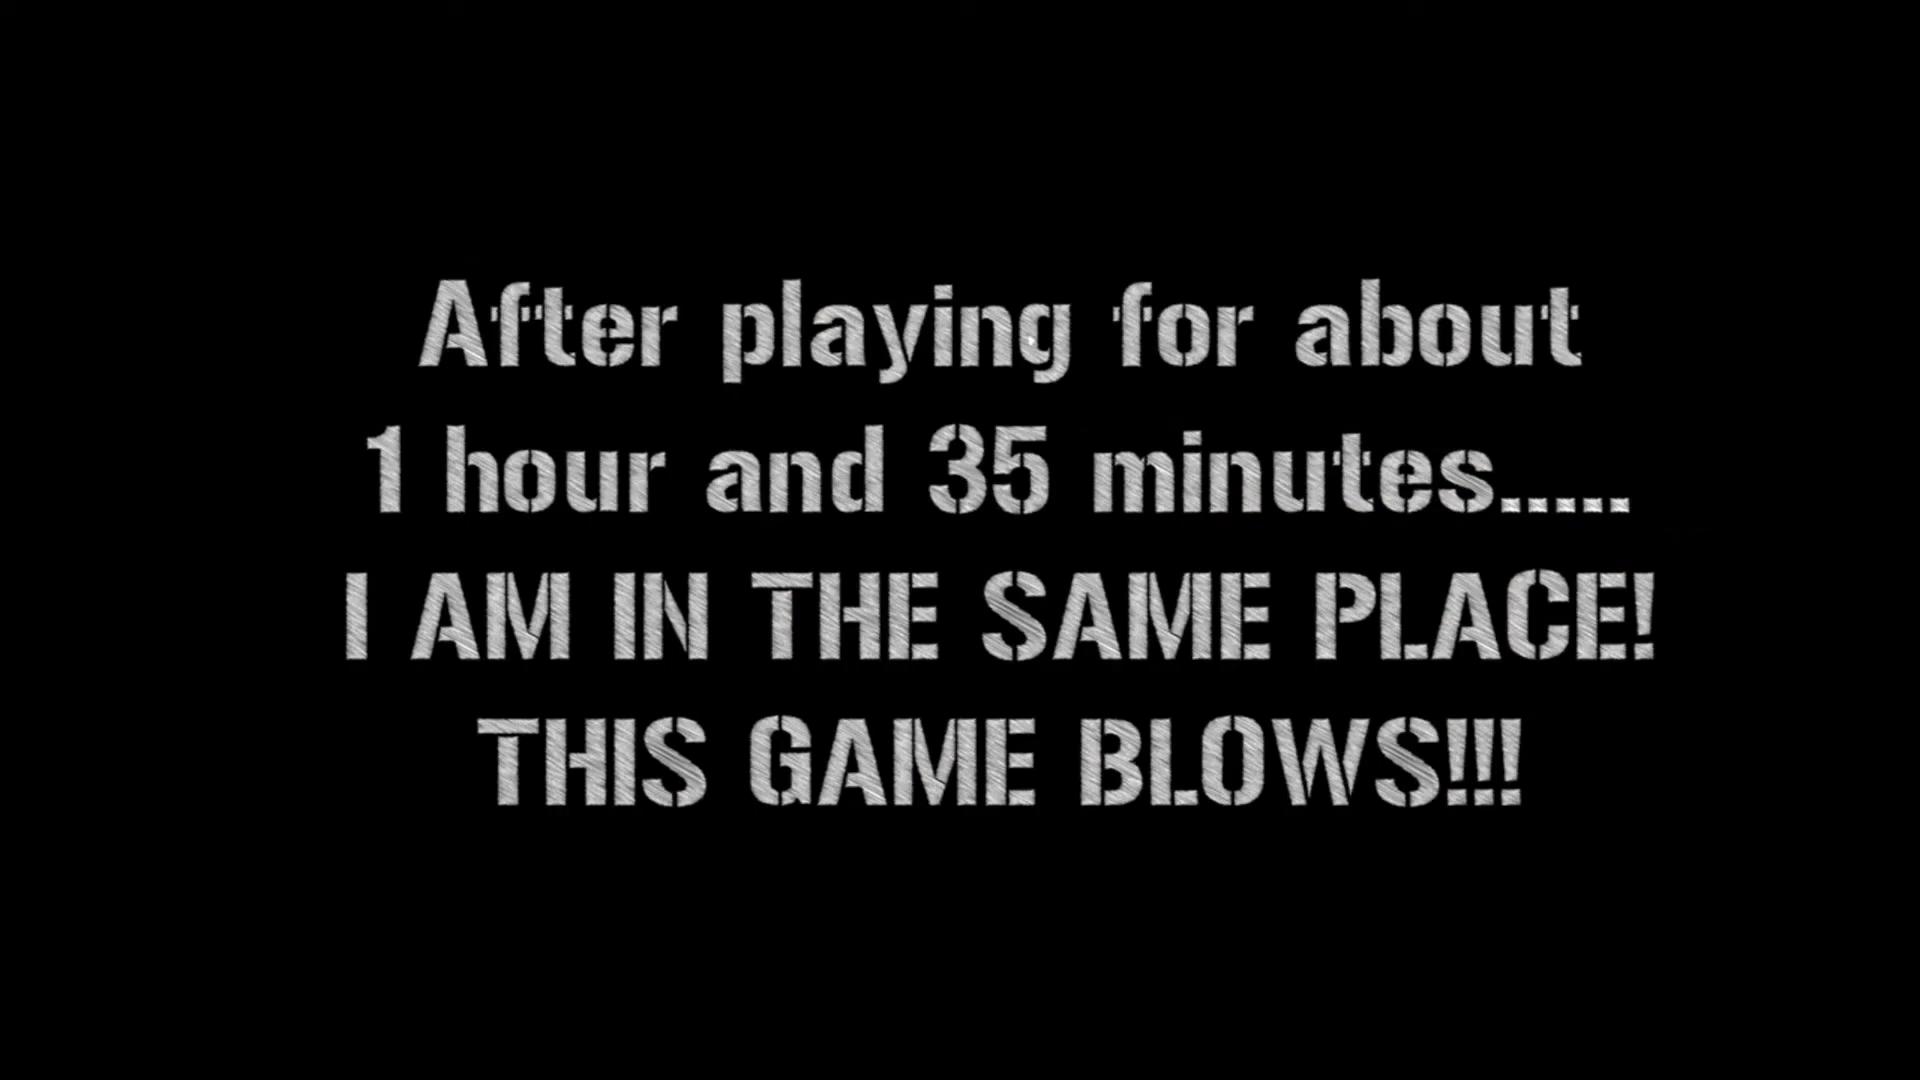 After playing for about
1 hour and 35 minutes.....
I AM IN THE SAME PLACE!
THIS GAME BLOWS!!!